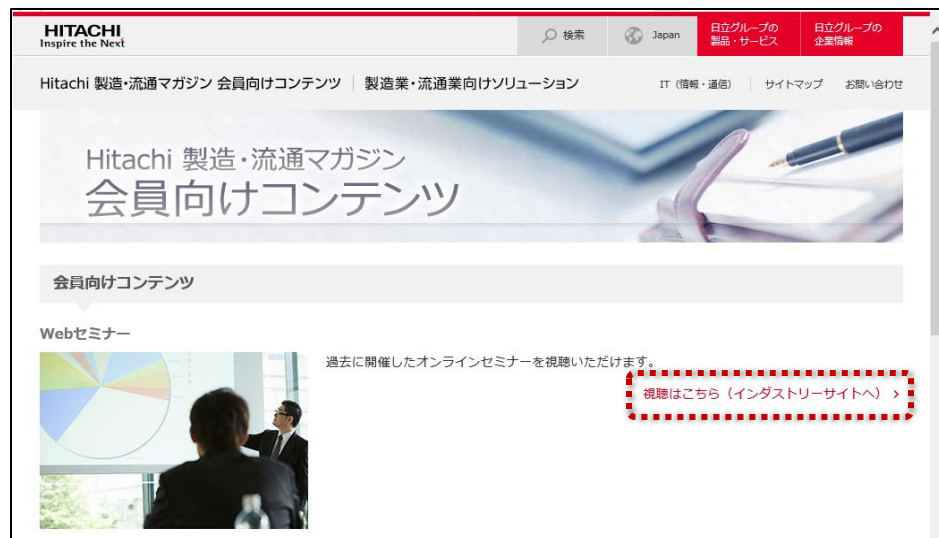 HITACHI
Inspire the Next
検索
Japan
日立グループの
製品・サービス
日立グループの
企業情報
Hitachi 製造・流通マガジン 会員向けコンテンツ
製造業・流通業向けソリューション
IT（情報・通信）
サイトマップ
お問い合わせ
Hitachi 製造・流通マガジン
会員向けコンテンツ
会員向けコンテンツ
Webセミナー
過去に開催したオンラインセミナーを視聴いただけます。
視聴はこちら（インダストリーサイトへ） >